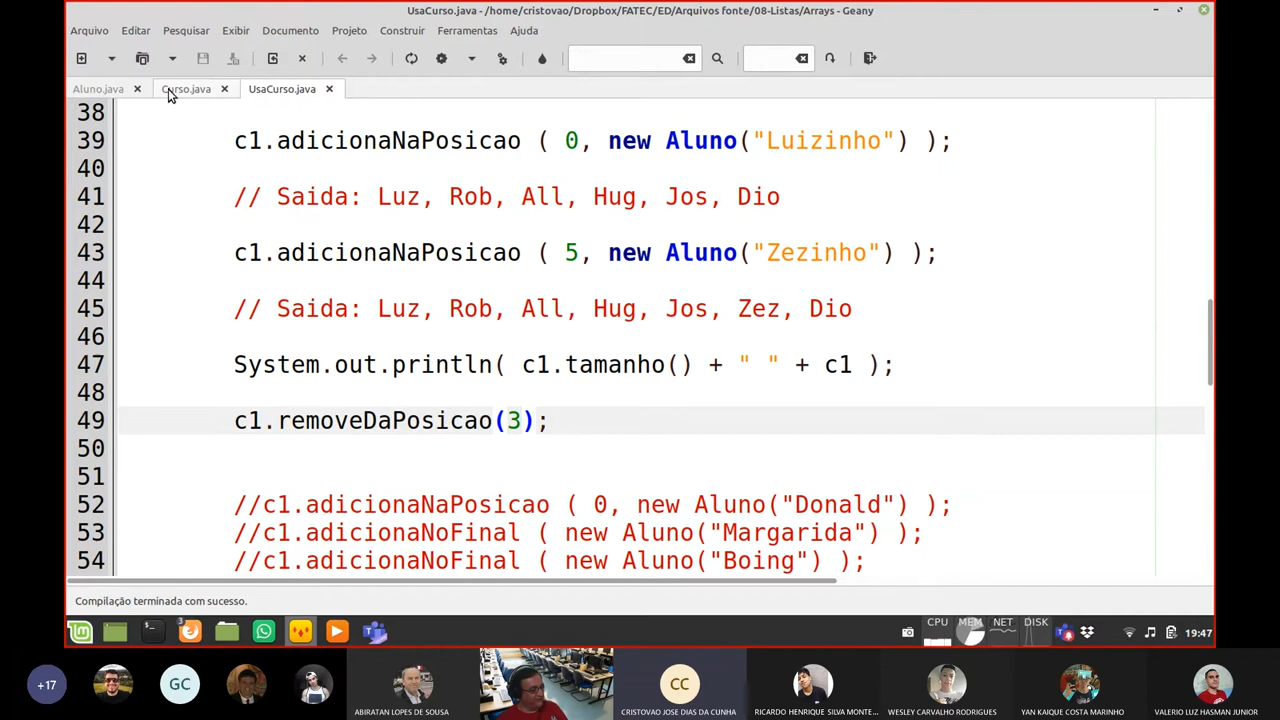 UsaCurso.java - /home/cristovao/Dropbox/FATEC/ED/Arquivos fonte/08-Listas/Arrays - Geany
Arquivo Editar Pesquisar Exibir Documento Projeto Construir Ferramentas Ajuda
Aluno.java Curso.java UsaCurso.java
38
39 c1.adicionaNaPosicao ( 0, new Aluno("Luizinho") );
40
41 // Saida: Luz, Rob, All, Hug, Jos, Dio
42
43 c1.adicionaNaPosicao ( 5, new Aluno("Zezinho") );
44
45 // Saida: Luz, Rob, All, Hug, Jos, Zez, Dio
46
47 System.out.println( c1.tamanho() + " " + c1 );
48
49 c1.removeDaPosicao(3);
50
51
52 //c1.adicionaNaPosicao ( 0, new Aluno("Donald") );
53 //c1.adicionaNoFinal ( new Aluno("Margarida") );
54 //c1.adicionaNoFinal ( new Aluno("Boing") );
Compilação terminada com sucesso.
3 CPU MEM NET DISK 19:47
+17 GC CC
ABIRATAN LOPES DE SOUSA CRISTOVAO JOSE DIAS DA CUNHA RICARDO HENRIQUE SILVA MONTE... WESLEY CARVALHO RODRIGUES YAN KAIQUE COSTA MARINHO VALERIO LUZ HASMAN JUNIOR